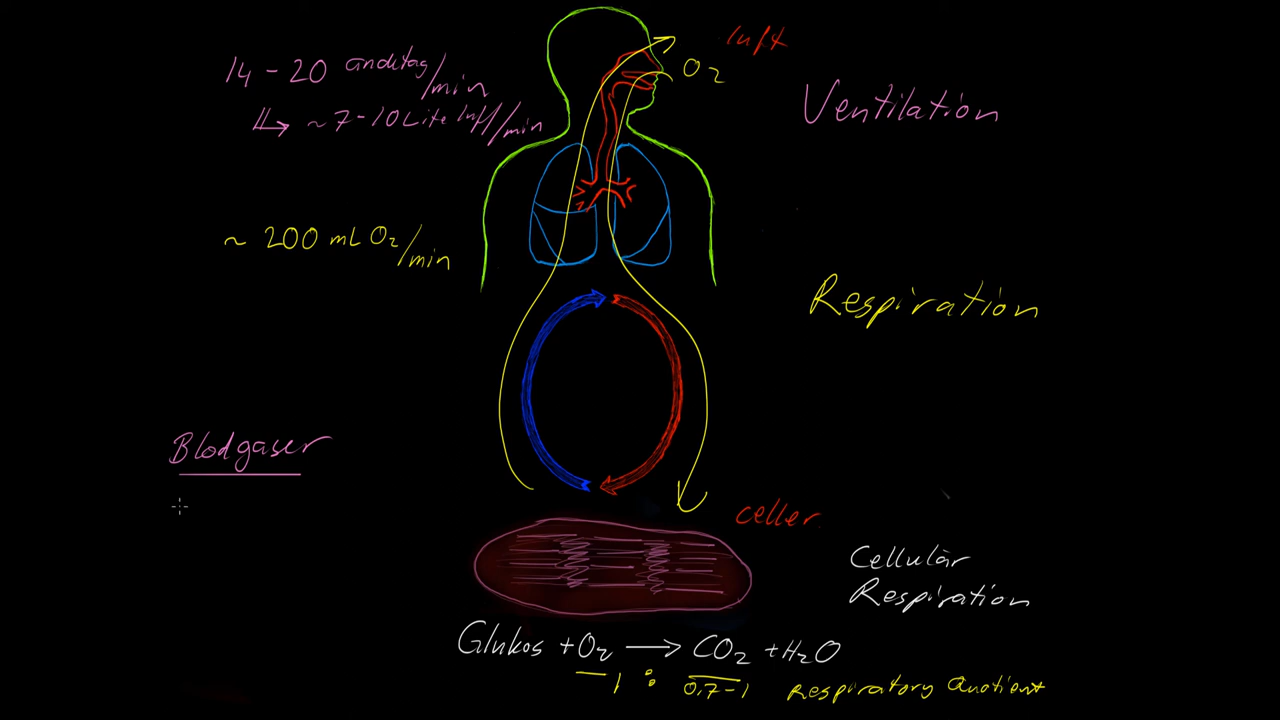 14 - 20 andetag/min
~ 7-10 Lite luft/min
luft
O2
Ventilation
~ 200 mL O2/min
Respiration
Blodgaser
celler
Cellular
Respiration
Glukos + O2 → CO2 + H2O
1 : 0,7-1 Respiratory Quotient